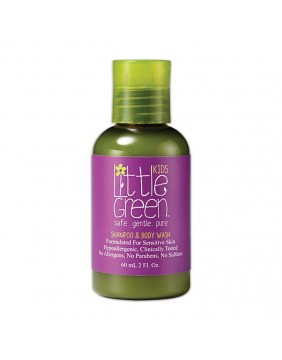 KIDS
Little
Green.
safe. gentle. pure
SHAMPOO & BODY WASH
Formulated For Sensitive Skin
Hypoallergenic, Clinically Tested
No Allergens, No Parabens, No Sulfates
60 mL 2 Fl. Oz.